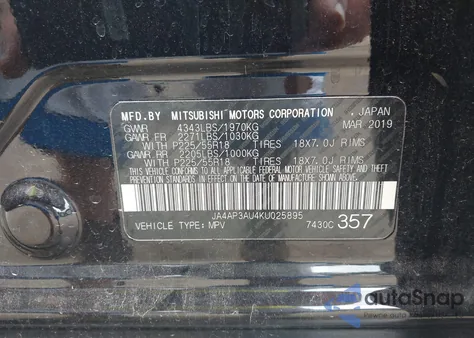 MFD.BY MITSUBISHI MOTORS CORPORATION , JAPAN
GVWR 4343LBS/1970KG MAR 2019
GAWR FR 2271LBS/1030KG
WITH P225/55R18 TIRES 18X7.0J RIMS
GAWR RR 2205LBS/1000KG
WITH P225/55R18 TIRES 18X7.0J RIMS
THIS VEHICLE CONFORMS TO ALL APPLICABLE FEDERAL
MOTOR VEHICLE SAFETY, BUMPER, AND THEFT PREVENTION
STANDARDS IN EFFECT ON THE DATE OF MANUFACTURE SHOWN ABOVE.
JA4AP3AU4KU025895
VEHICLE TYPE: MPV 7430C 357
autoSnap